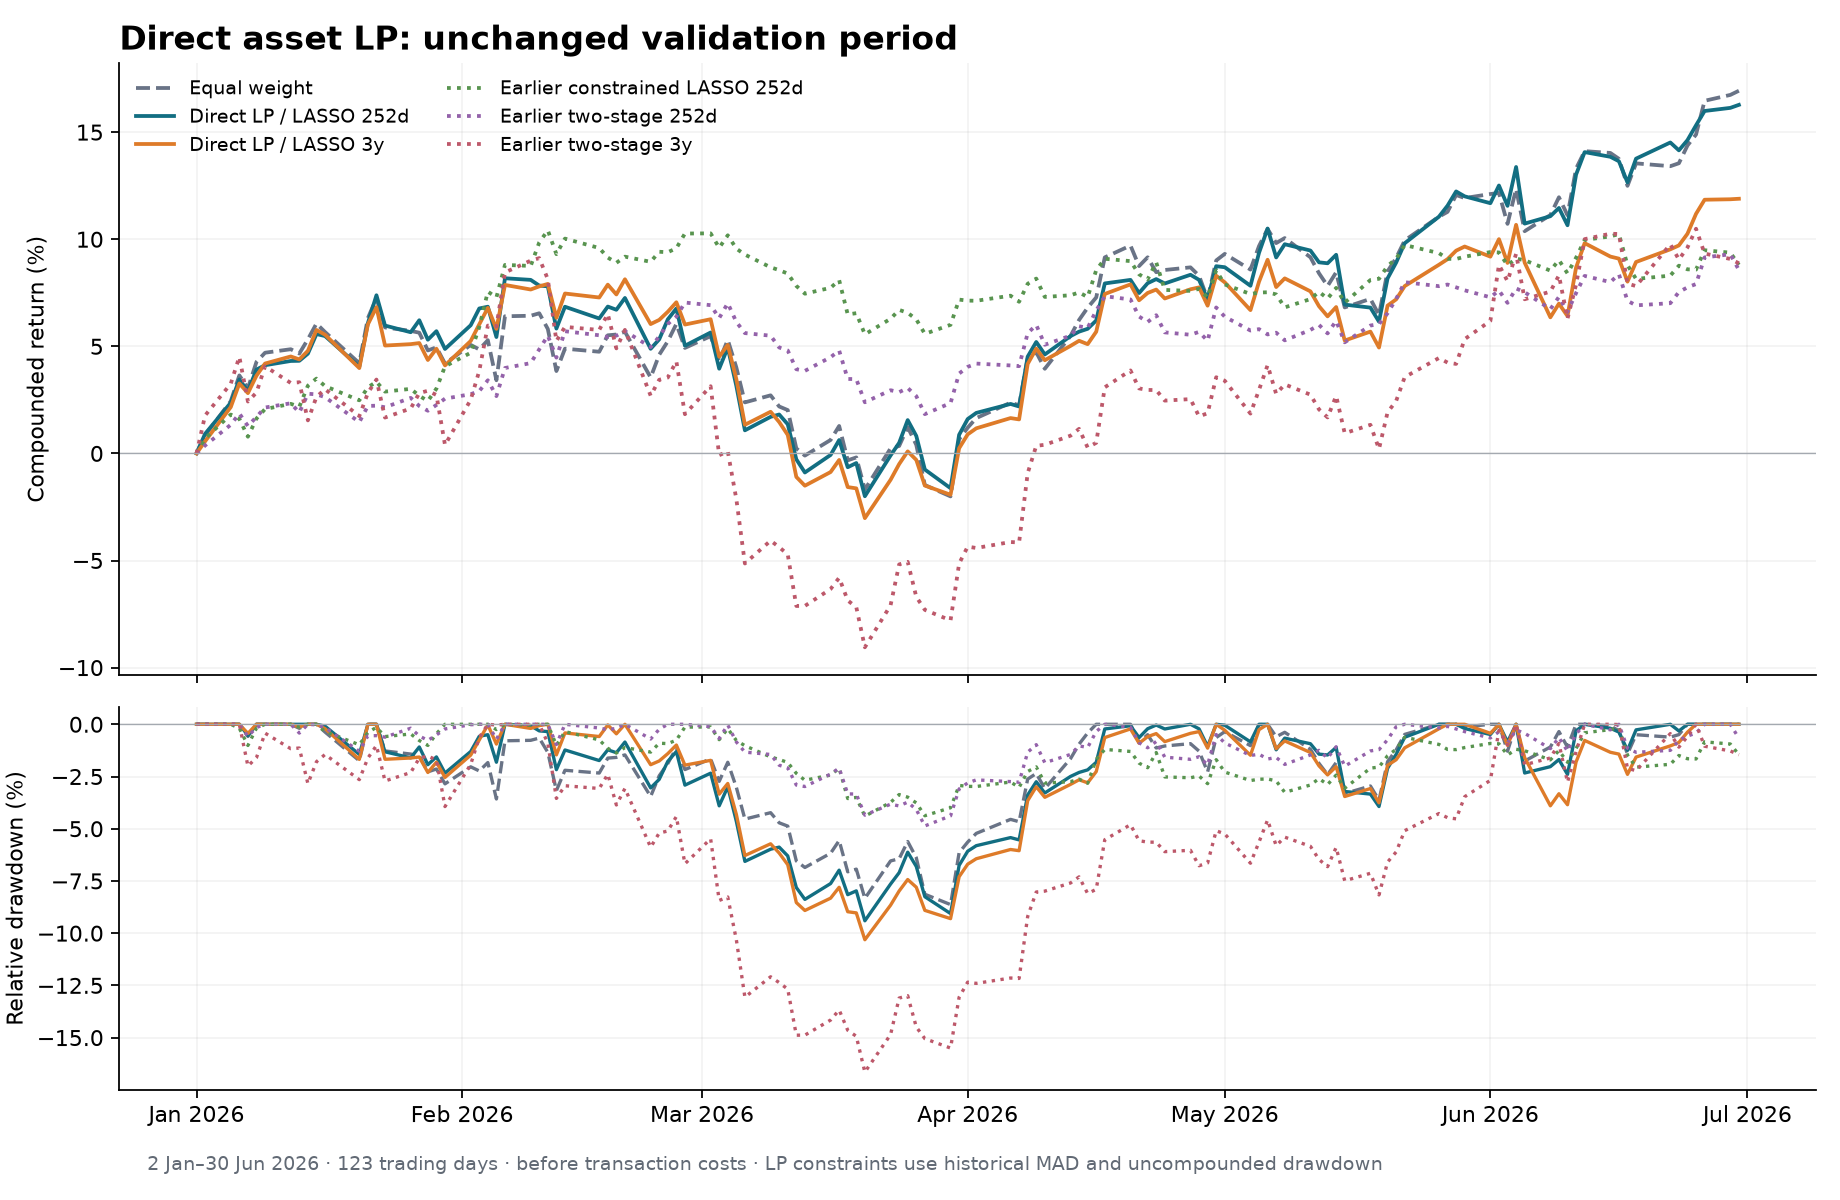 Direct asset LP: unchanged validation period
Equal weight
Direct LP / LASSO 252d
Direct LP / LASSO 3y
Earlier constrained LASSO 252d
Earlier two-stage 252d
Earlier two-stage 3y
Compounded return (%)
15
10
5
0
−5
−10
Relative drawdown (%)
0.0
−2.5
−5.0
−7.5
−10.0
−12.5
−15.0
Jan 2026 Feb 2026 Mar 2026 Apr 2026 May 2026 Jun 2026 Jul 2026
2 Jan–30 Jun 2026 · 123 trading days · before transaction costs · LP constraints use historical MAD and uncompounded drawdown